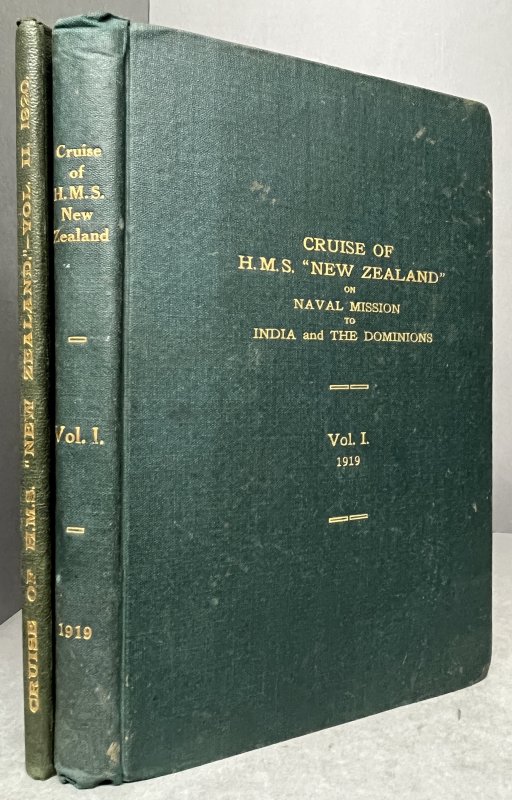 CRUISE OF H.M.S. "NEW ZEALAND."—VOL. II. 1920.
Cruise
of
H.M.S.
New
Zealand
Vol. I.
1919
CRUISE OF
H.M.S. "NEW ZEALAND"
ON
NAVAL MISSION
TO
INDIA and THE DOMINIONS
Vol. I.
1919